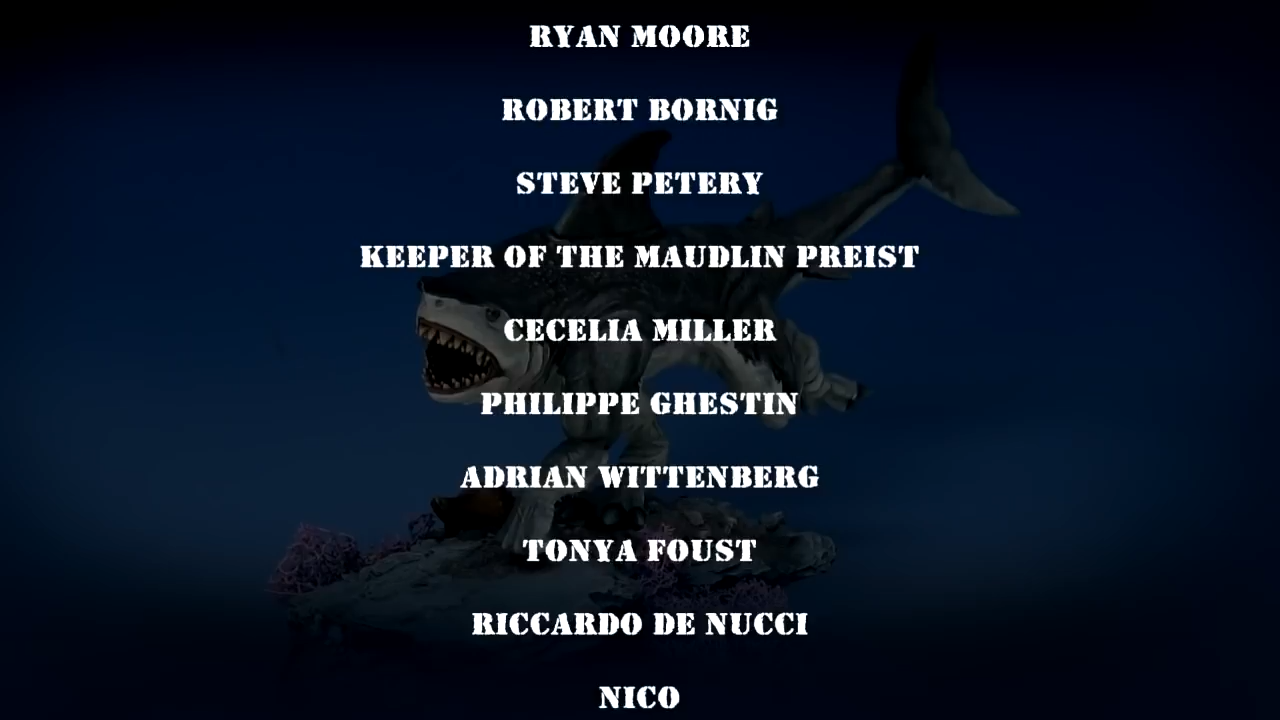 RYAN MOORE
ROBERT BORNIG
STEVE PETERY
KEEPER OF THE MAUDLIN PREIST
CECELIA MILLER
PHILIPPE GHESTIN
ADRIAN WITTENBERG
TONYA FOUST
RICCARDO DE NUCCI
NICO